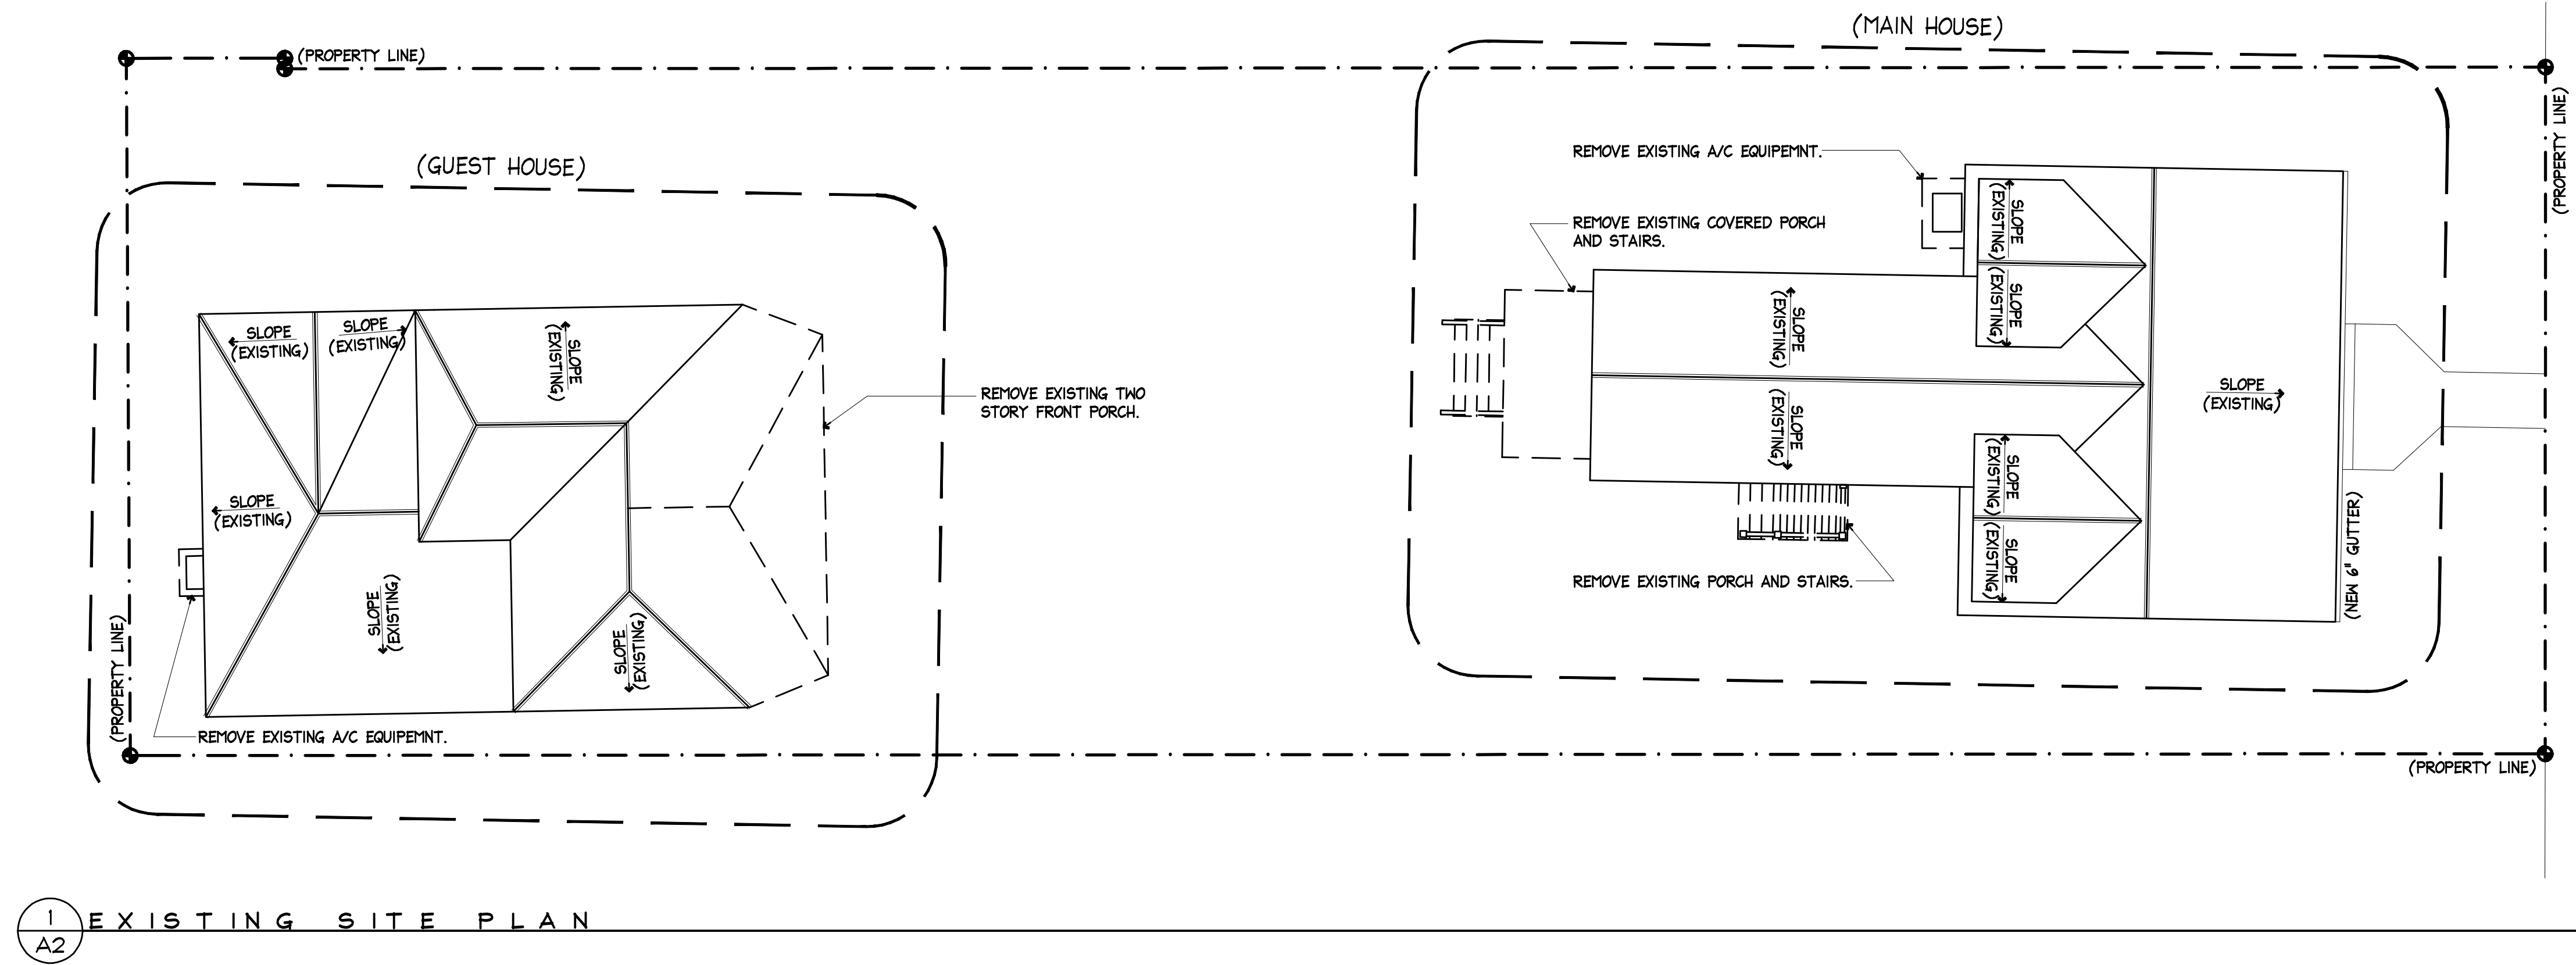 (MAIN HOUSE)
(PROPERTY LINE)
(PROPERTY LINE)
(GUEST HOUSE)
REMOVE EXISTING A/C EQUIPEMNT.
REMOVE EXISTING COVERED PORCH
AND STAIRS.
SLOPE
(EXISTING)
SLOPE
(EXISTING)
SLOPE
(EXISTING)
SLOPE
(EXISTING)
SLOPE
(EXISTING)
SLOPE
(EXISTING)
SLOPE
(EXISTING)
REMOVE EXISTING TWO
STORY FRONT PORCH.
SLOPE
(EXISTING)
SLOPE
(EXISTING)
SLOPE
(EXISTING)
SLOPE
(EXISTING)
SLOPE
(EXISTING)
(NEW 6" GUTTER)
REMOVE EXISTING PORCH AND STAIRS.
SLOPE
(EXISTING)
SLOPE
(EXISTING)
(PROPERTY LINE)
REMOVE EXISTING A/C EQUIPEMNT.
(PROPERTY LINE)
1
A2
EXISTING SITE PLAN